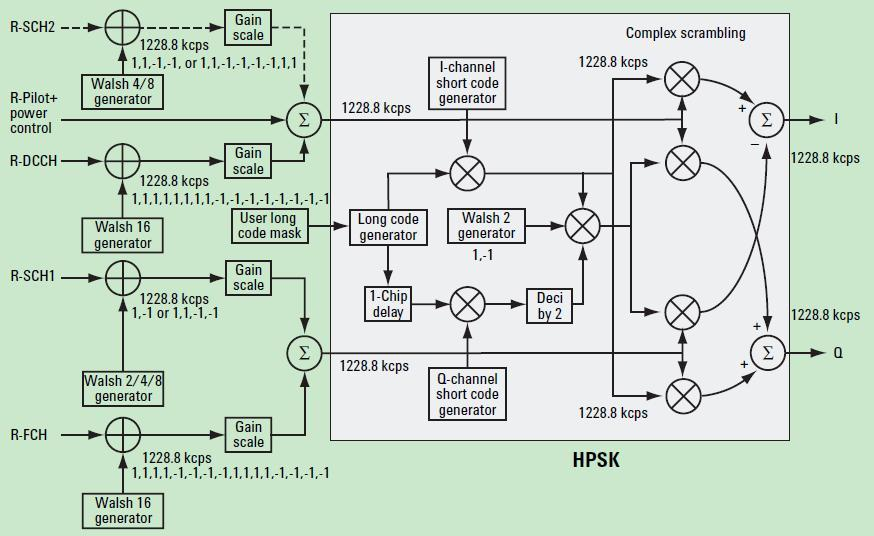 R-SCH2
Gain
scale
1228.8 kcps
1,1,-1,-1, or 1,1,-1,-1,-1,-1,1,1
Walsh 4/8
generator
R-Pilot+
power
control
Σ
1228.8 kcps
R-DCCH
Gain
scale
1228.8 kcps
1,1,1,1,1,1,1,1,-1,-1,-1,-1,-1,-1,-1,-1
Walsh 16
generator
User long
code mask
R-SCH1
Gain
scale
1228.8 kcps
1,-1 or 1,1,-1,-1
Walsh 2/4/8
generator
Σ
1228.8 kcps
R-FCH
Gain
scale
1228.8 kcps
1,1,1,1,-1,-1,-1,-1,1,1,1,1,-1,-1,-1,-1
Walsh 16
generator
Complex scrambling
I-channel
short code
generator
1228.8 kcps
Long code
generator
Walsh 2
generator
1,-1
1-Chip
delay
Deci
by 2
Q-channel
short code
generator
1228.8 kcps
+
Σ
−
I
1228.8 kcps
1228.8 kcps
+
Σ
+
Q
HPSK